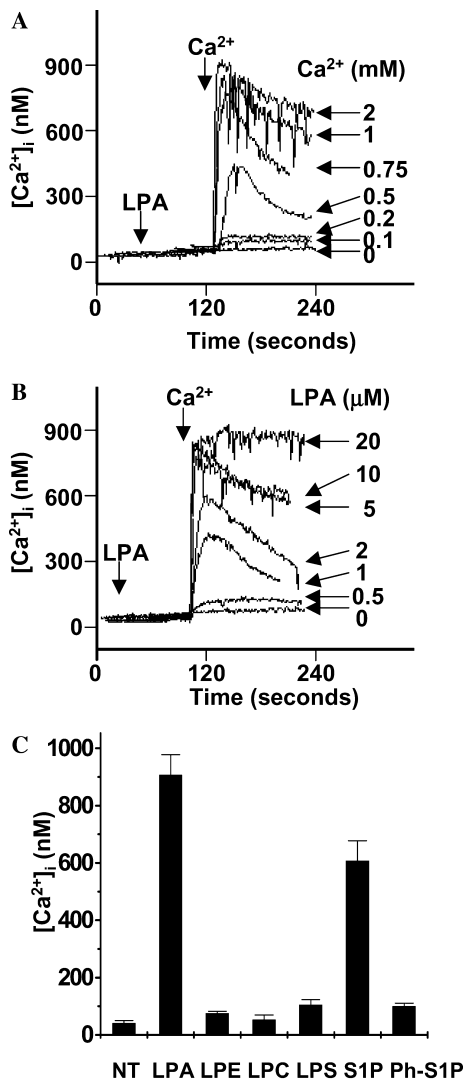 A
Ca²⁺
Ca²⁺ (mM)
900
600
300
0
[Ca²⁺]ᵢ (nM)
LPA
2
1
0.75
0.5
0.2
0.1
0
0 120 240
Time (seconds)
B
Ca²⁺
LPA (μM)
900
600
300
0
[Ca²⁺]ᵢ (nM)
LPA
20
10
5
2
1
0.5
0
0 120 240
Time (seconds)
C
1000
800
600
400
200
0
[Ca²⁺]ᵢ (nM)
NT LPA LPE LPC LPS S1P Ph-S1P